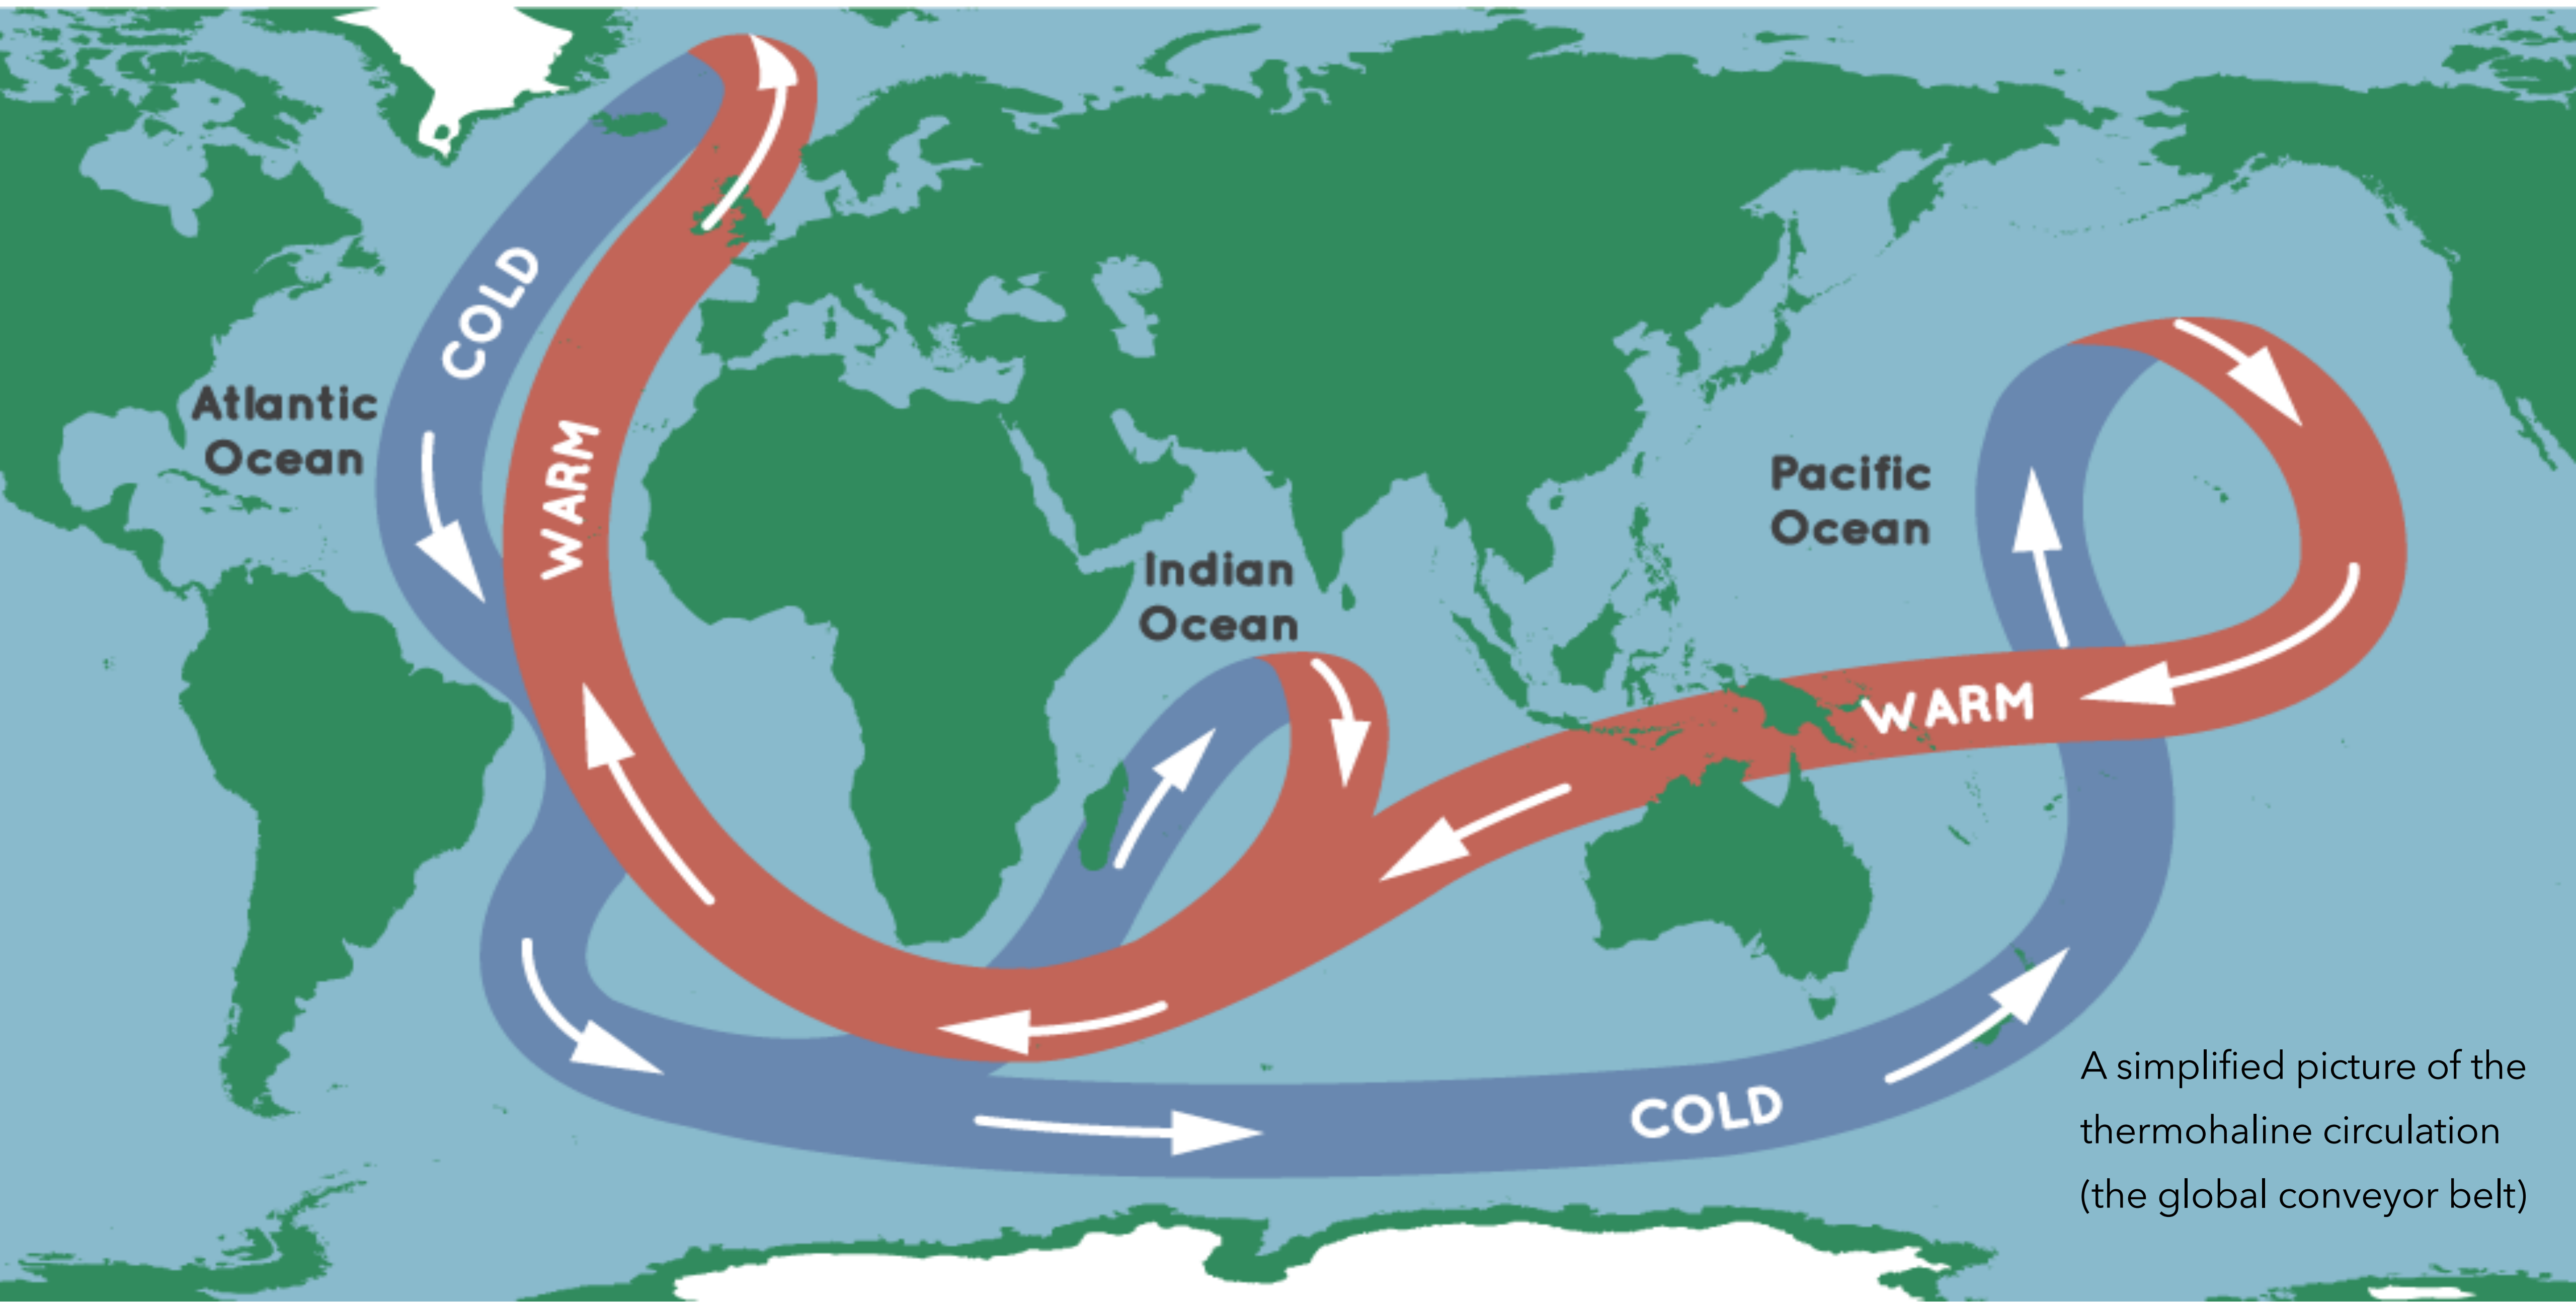 COLD
Atlantic
Ocean
WARM
Indian
Ocean
Pacific
Ocean
WARM
COLD
A simplified picture of the
thermohaline circulation
(the global conveyor belt)